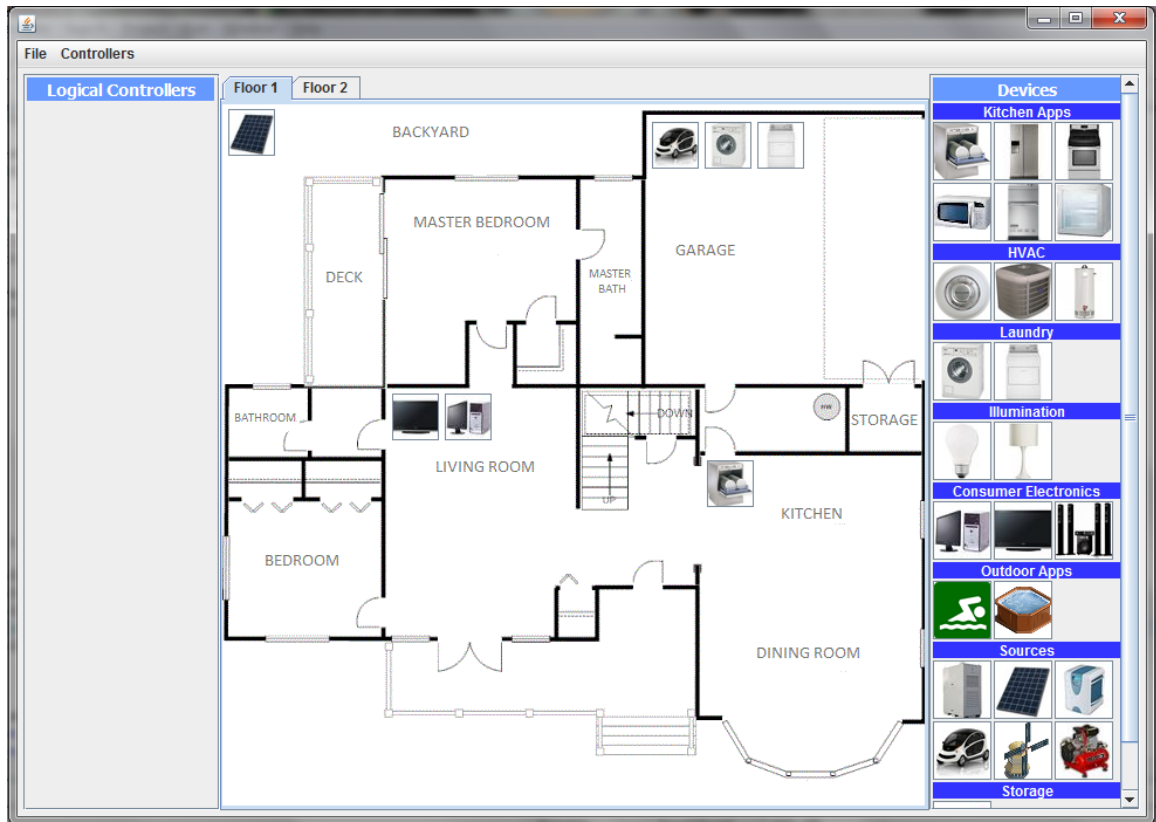 File Controllers
Logical Controllers
Floor 1 Floor 2
BACKYARD
MASTER BEDROOM
GARAGE
DECK
MASTER
BATH
BATHROOM
DOWN
HW
STORAGE
LIVING ROOM
UP
KITCHEN
BEDROOM
DINING ROOM
Devices
Kitchen Apps
HVAC
Laundry
Illumination
Consumer Electronics
Outdoor Apps
Sources
Storage